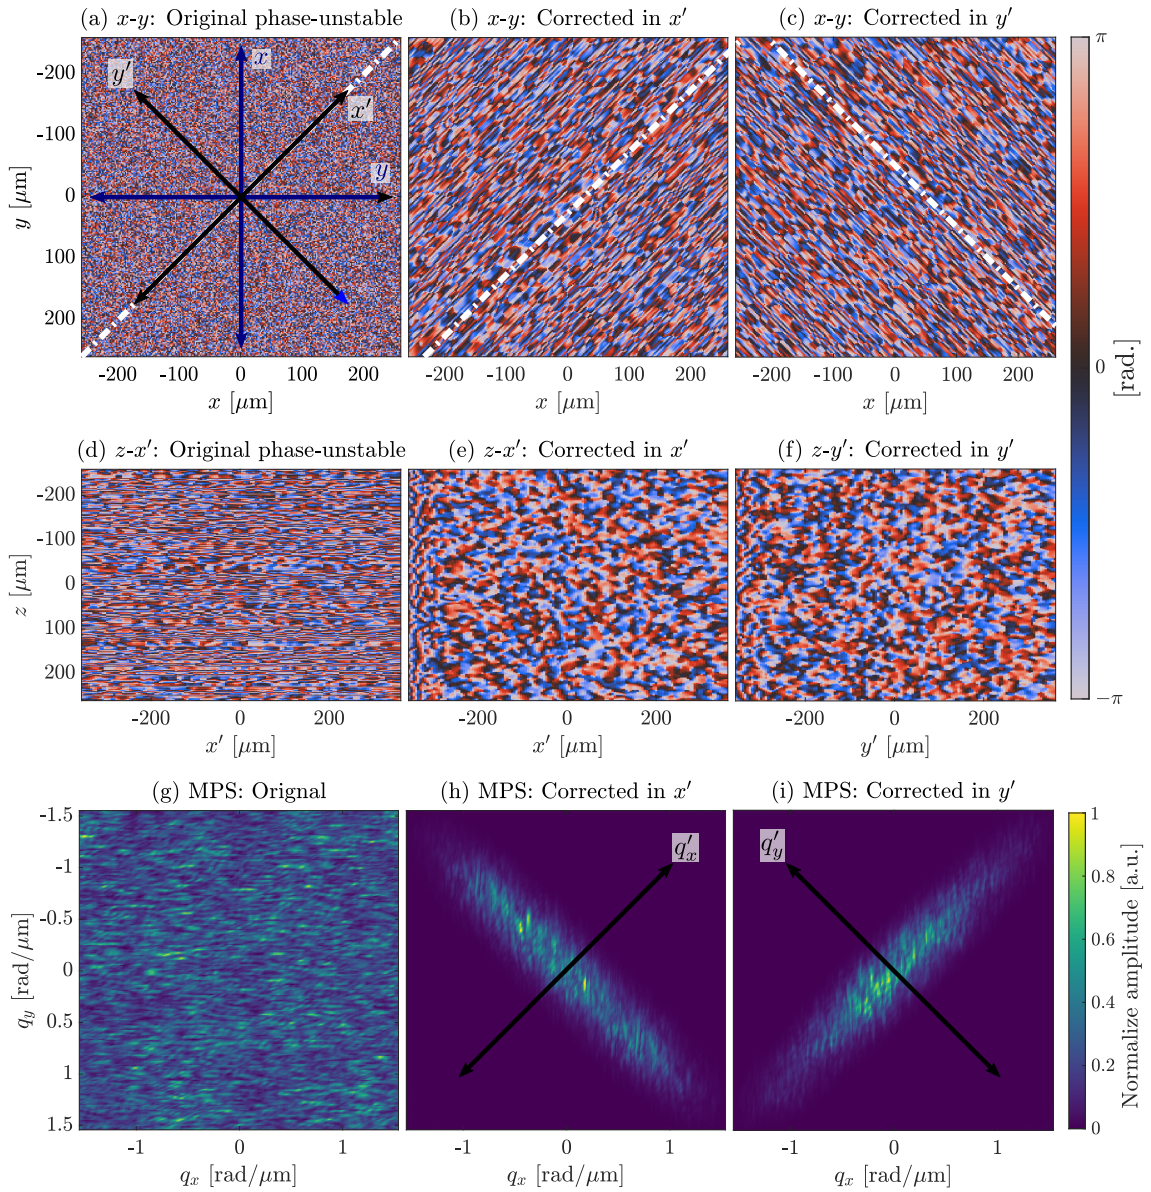 (a) x-y: Original phase-unstable
(b) x-y: Corrected in x′
(c) x-y: Corrected in y′
y′
x
x′
y
y [μm]
-200
-100
0
100
200
-200
-100
0
100
200
x [μm]
-200
-100
0
100
200
x [μm]
-200
-100
0
100
200
x [μm]
π
0
−π
[rad.]
(d) z-x′: Original phase-unstable
(e) z-x′: Corrected in x′
(f) z-y′: Corrected in y′
z [μm]
-200
-100
0
100
200
-200
0
200
x′ [μm]
-200
0
200
x′ [μm]
-200
0
200
y′ [μm]
(g) MPS: Orignal
(h) MPS: Corrected in x′
(i) MPS: Corrected in y′
q′x
q′y
qy [rad/μm]
-1.5
-1
-0.5
0
0.5
1
1.5
-1
0
1
qx [rad/μm]
-1
0
1
qx [rad/μm]
-1
0
1
qx [rad/μm]
1
0.8
0.6
0.4
0.2
0
Normalize amplitude [a.u.]